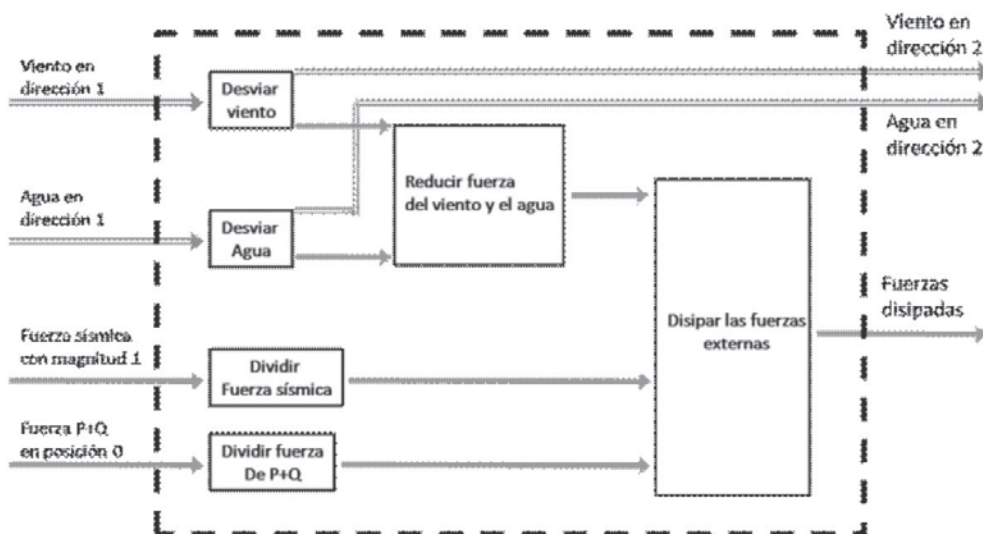 Viento en
dirección 1
Desviar
viento
Viento en
dirección 2
Agua en
dirección 2
Reducir fuerza
del viento y el agua
Agua en
dirección 1
Desviar
Agua
Fuerzas
disipadas
Disipar las fuerzas
externas
Fuerza sísmica
con magnitud 1
Dividir
Fuerza sísmica
Fuerza P+Q
en posición 0
Dividir fuerza
De P+Q